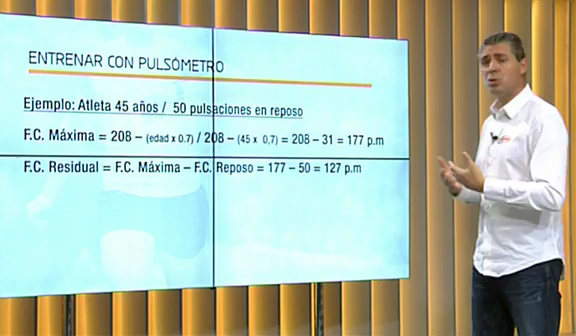 ENTRENAR CON PULSÓMETRO
Ejemplo: Atleta 45 años / 50 pulsaciones en reposo
F.C. Máxima = 208 – (edad x 0.7) / 208 – (45 x 0,7) = 208 – 31 = 177 p.m
F.C. Residual = F.C. Máxima – F.C. Reposo = 177 – 50 = 127 p.m